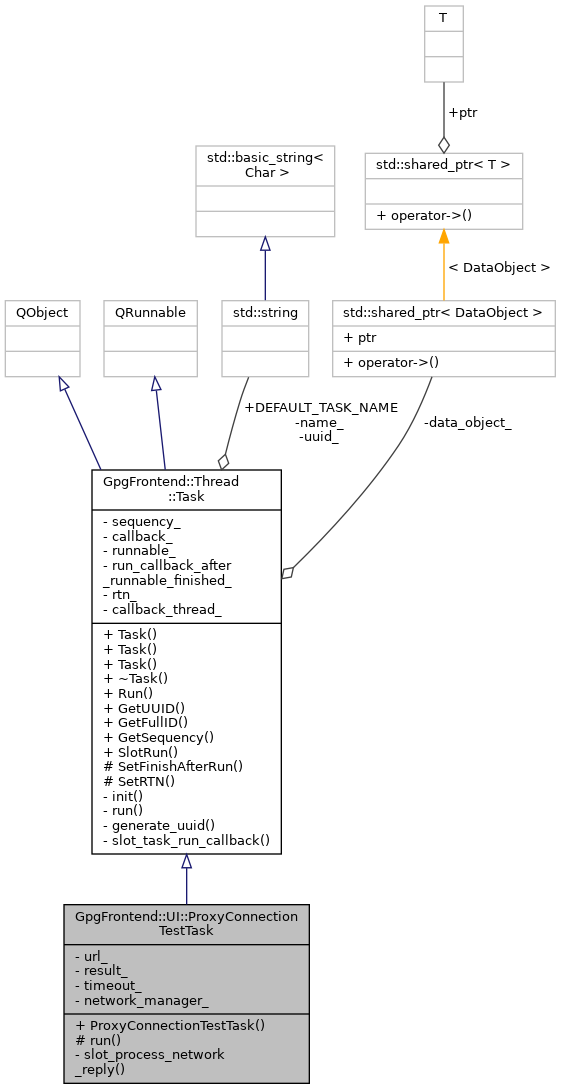 T
+ptr
std::basic_string<
Char >
std::shared_ptr< T >
+ operator->()
< DataObject >
QObject
QRunnable
std::string
std::shared_ptr< DataObject >
+ ptr
+ operator->()
+DEFAULT_TASK_NAME
-name_
-uuid_
-data_object_
GpgFrontend::Thread
::Task
- sequency_
- callback_
- runnable_
- run_callback_after
_runnable_finished_
- rtn_
- callback_thread_
+ Task()
+ Task()
+ Task()
+ ~Task()
+ Run()
+ GetUUID()
+ GetFullID()
+ GetSequency()
+ SlotRun()
# SetFinishAfterRun()
# SetRTN()
- init()
- run()
- generate_uuid()
- slot_task_run_callback()
GpgFrontend::UI::ProxyConnection
TestTask
- url_
- result_
- timeout_
- network_manager_
+ ProxyConnectionTestTask()
# run()
- slot_process_network
_reply()